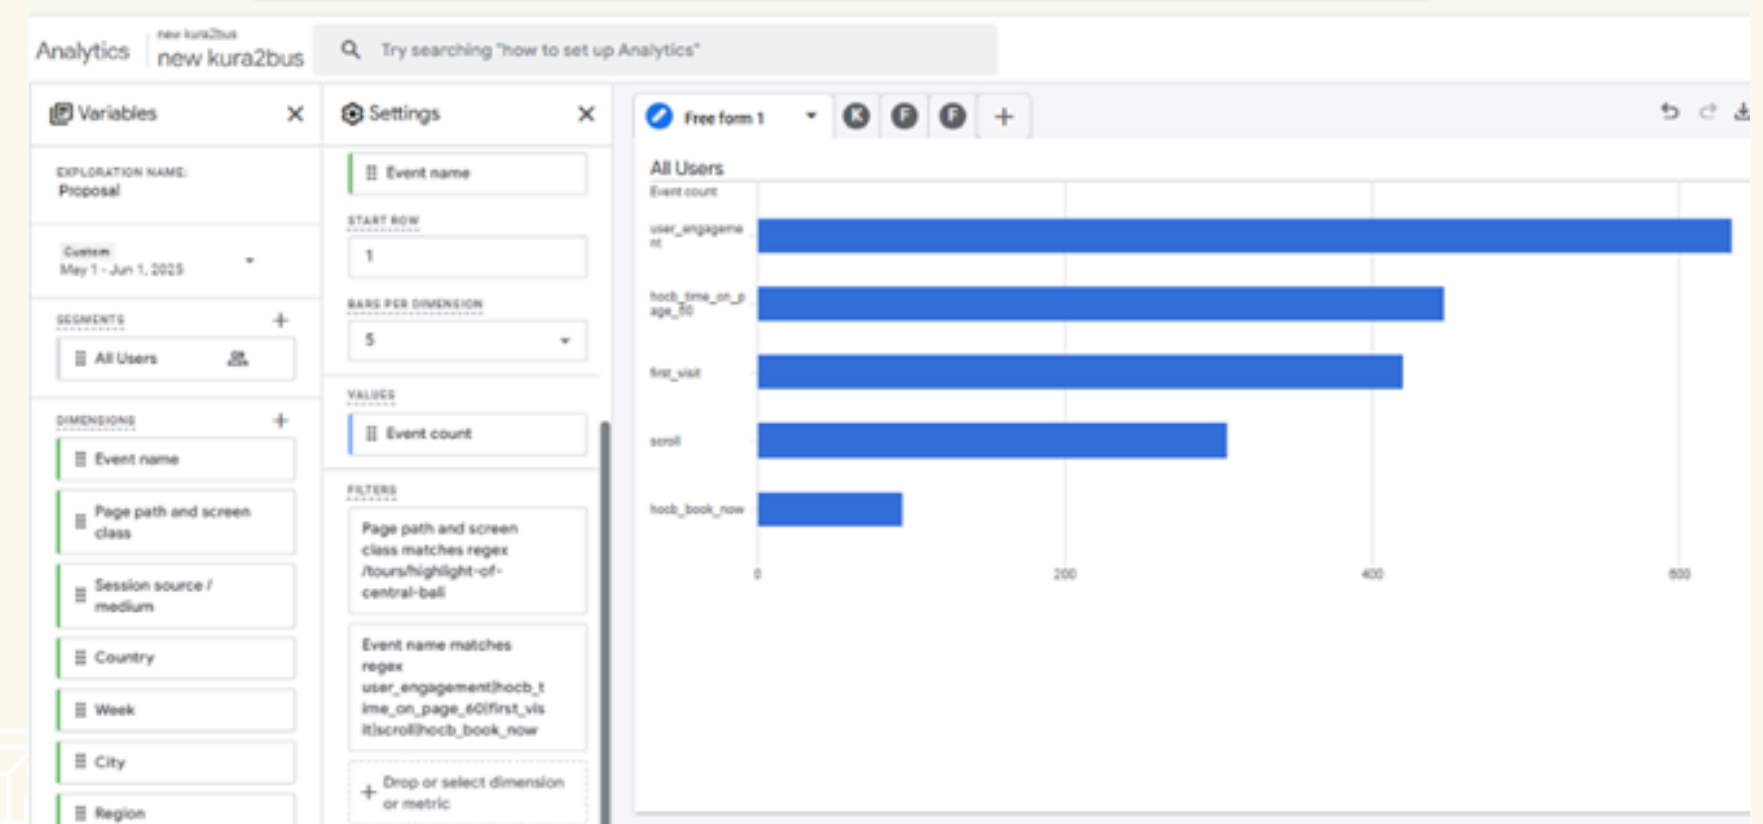 new kura2bus
Analytics
new kura2bus
Try searching "how to set up Analytics"
Variables
EXPLORATION NAME:
Proposal
Custom
May 1 - Jun 1, 2025
SEGMENTS
All Users
DIMENSIONS
Event name
Page path and screen
class
Session source /
medium
Country
Week
City
Region
Settings
Event name
START ROW
1
BARS PER DIMENSION
5
VALUES
Event count
FILTERS
Page path and screen
class matches regex
/tours/highlight-of-
central-bali
Event name matches
regex
user_engagement|hocb_t
ime_on_page_60|first_vis
it|scroll|hocb_book_now
Drop or select dimension
or metric
Free form 1
K
F
F
All Users
Event count
user_engageme
nt
hocb_time_on_p
age_60
first_visit
scroll
hocb_book_now
0
200
400
600